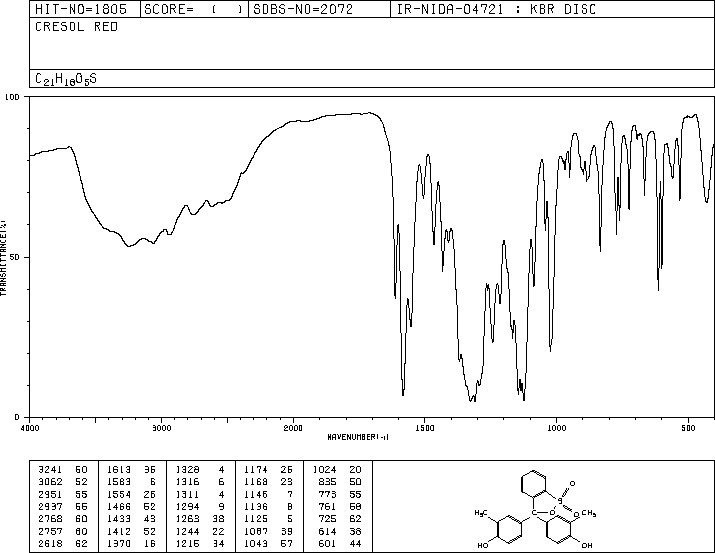 HIT-NO=1805 SCORE= ( ) SDBS-NO=2072 IR-NIDA-04721 : KBR DISC
CRESOL RED
C21H18O5S
100
50
0
TRANSMITTANCE(%)
4000 3000 2000 1500 1000 500
WAVENUMBER(-1)
3241 60 1613 36 1328 4 1174 26 1024 20
3062 52 1583 6 1316 6 1168 23 835 50
2951 55 1554 26 1311 4 1146 7 773 55
2937 55 1466 52 1294 9 1136 8 761 58
2768 60 1433 43 1263 38 1125 5 725 62
2757 60 1412 52 1244 22 1087 39 614 38
2618 62 1370 16 1216 34 1043 57 601 44
O
S
O
O
H3C
C
CH3
HO
OH